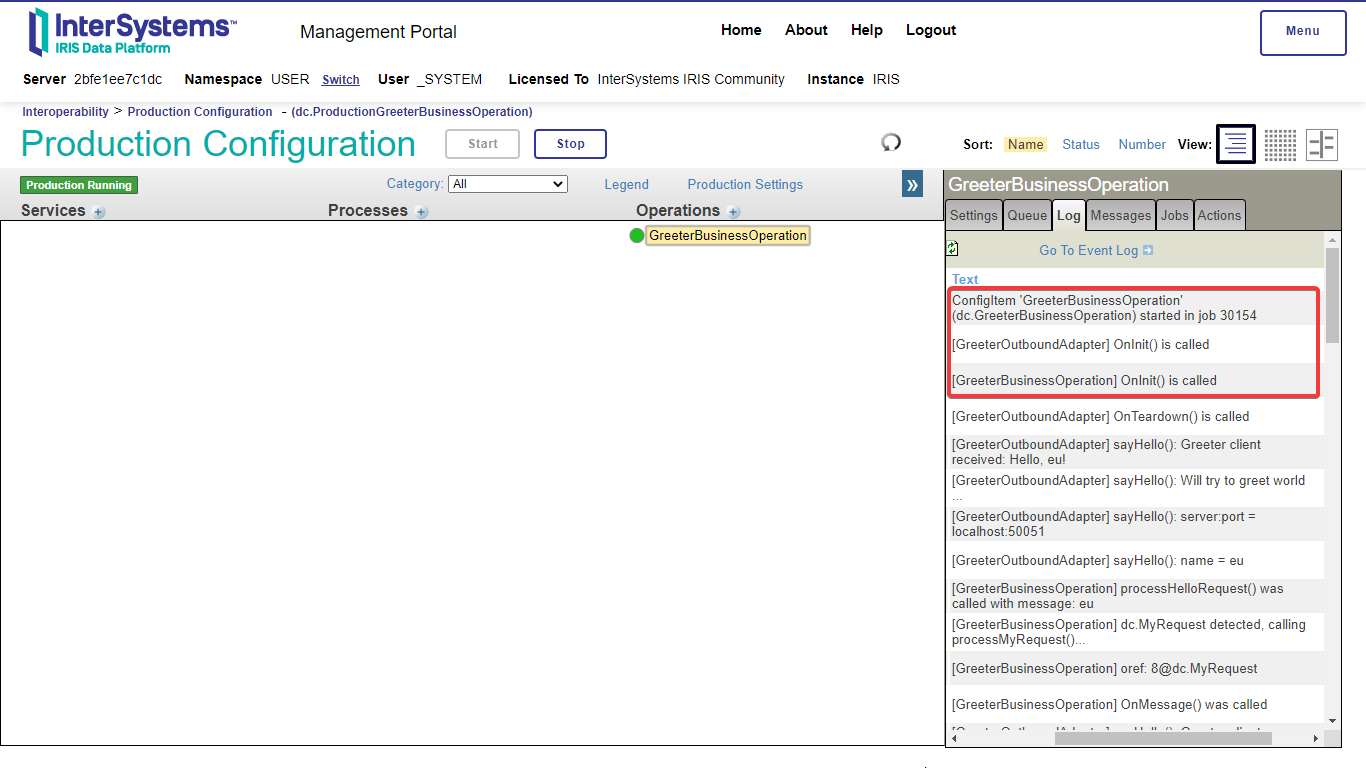 InterSystems™
IRIS Data Platform
Management Portal
Home About Help Logout
Menu
Server 2bfe1ee7c1dc Namespace USER Switch User _SYSTEM Licensed To InterSystems IRIS Community Instance IRIS
Interoperability > Production Configuration - (dc.ProductionGreeterBusinessOperation)
Production Configuration
Start
Stop
Sort: Name Status Number View:
Production Running
Category: All
Legend
Production Settings
»
Services
Processes
Operations
GreeterBusinessOperation
GreeterBusinessOperation
Settings Queue Log Messages Jobs Actions
Go To Event Log
Text
ConfigItem 'GreeterBusinessOperation'
(dc.GreeterBusinessOperation) started in job 30154
[GreeterOutboundAdapter] OnInit() is called
[GreeterBusinessOperation] OnInit() is called
[GreeterOutboundAdapter] OnTeardown() is called
[GreeterOutboundAdapter] sayHello(): Greeter client
received: Hello, eu!
[GreeterOutboundAdapter] sayHello(): Will try to greet world
...
[GreeterOutboundAdapter] sayHello(): server:port =
localhost:50051
[GreeterOutboundAdapter] sayHello(): name = eu
[GreeterBusinessOperation] processHelloRequest() was
called with message: eu
[GreeterBusinessOperation] dc.MyRequest detected, calling
processMyRequest()...
[GreeterBusinessOperation] oref: 8@dc.MyRequest
[GreeterBusinessOperation] OnMessage() was called